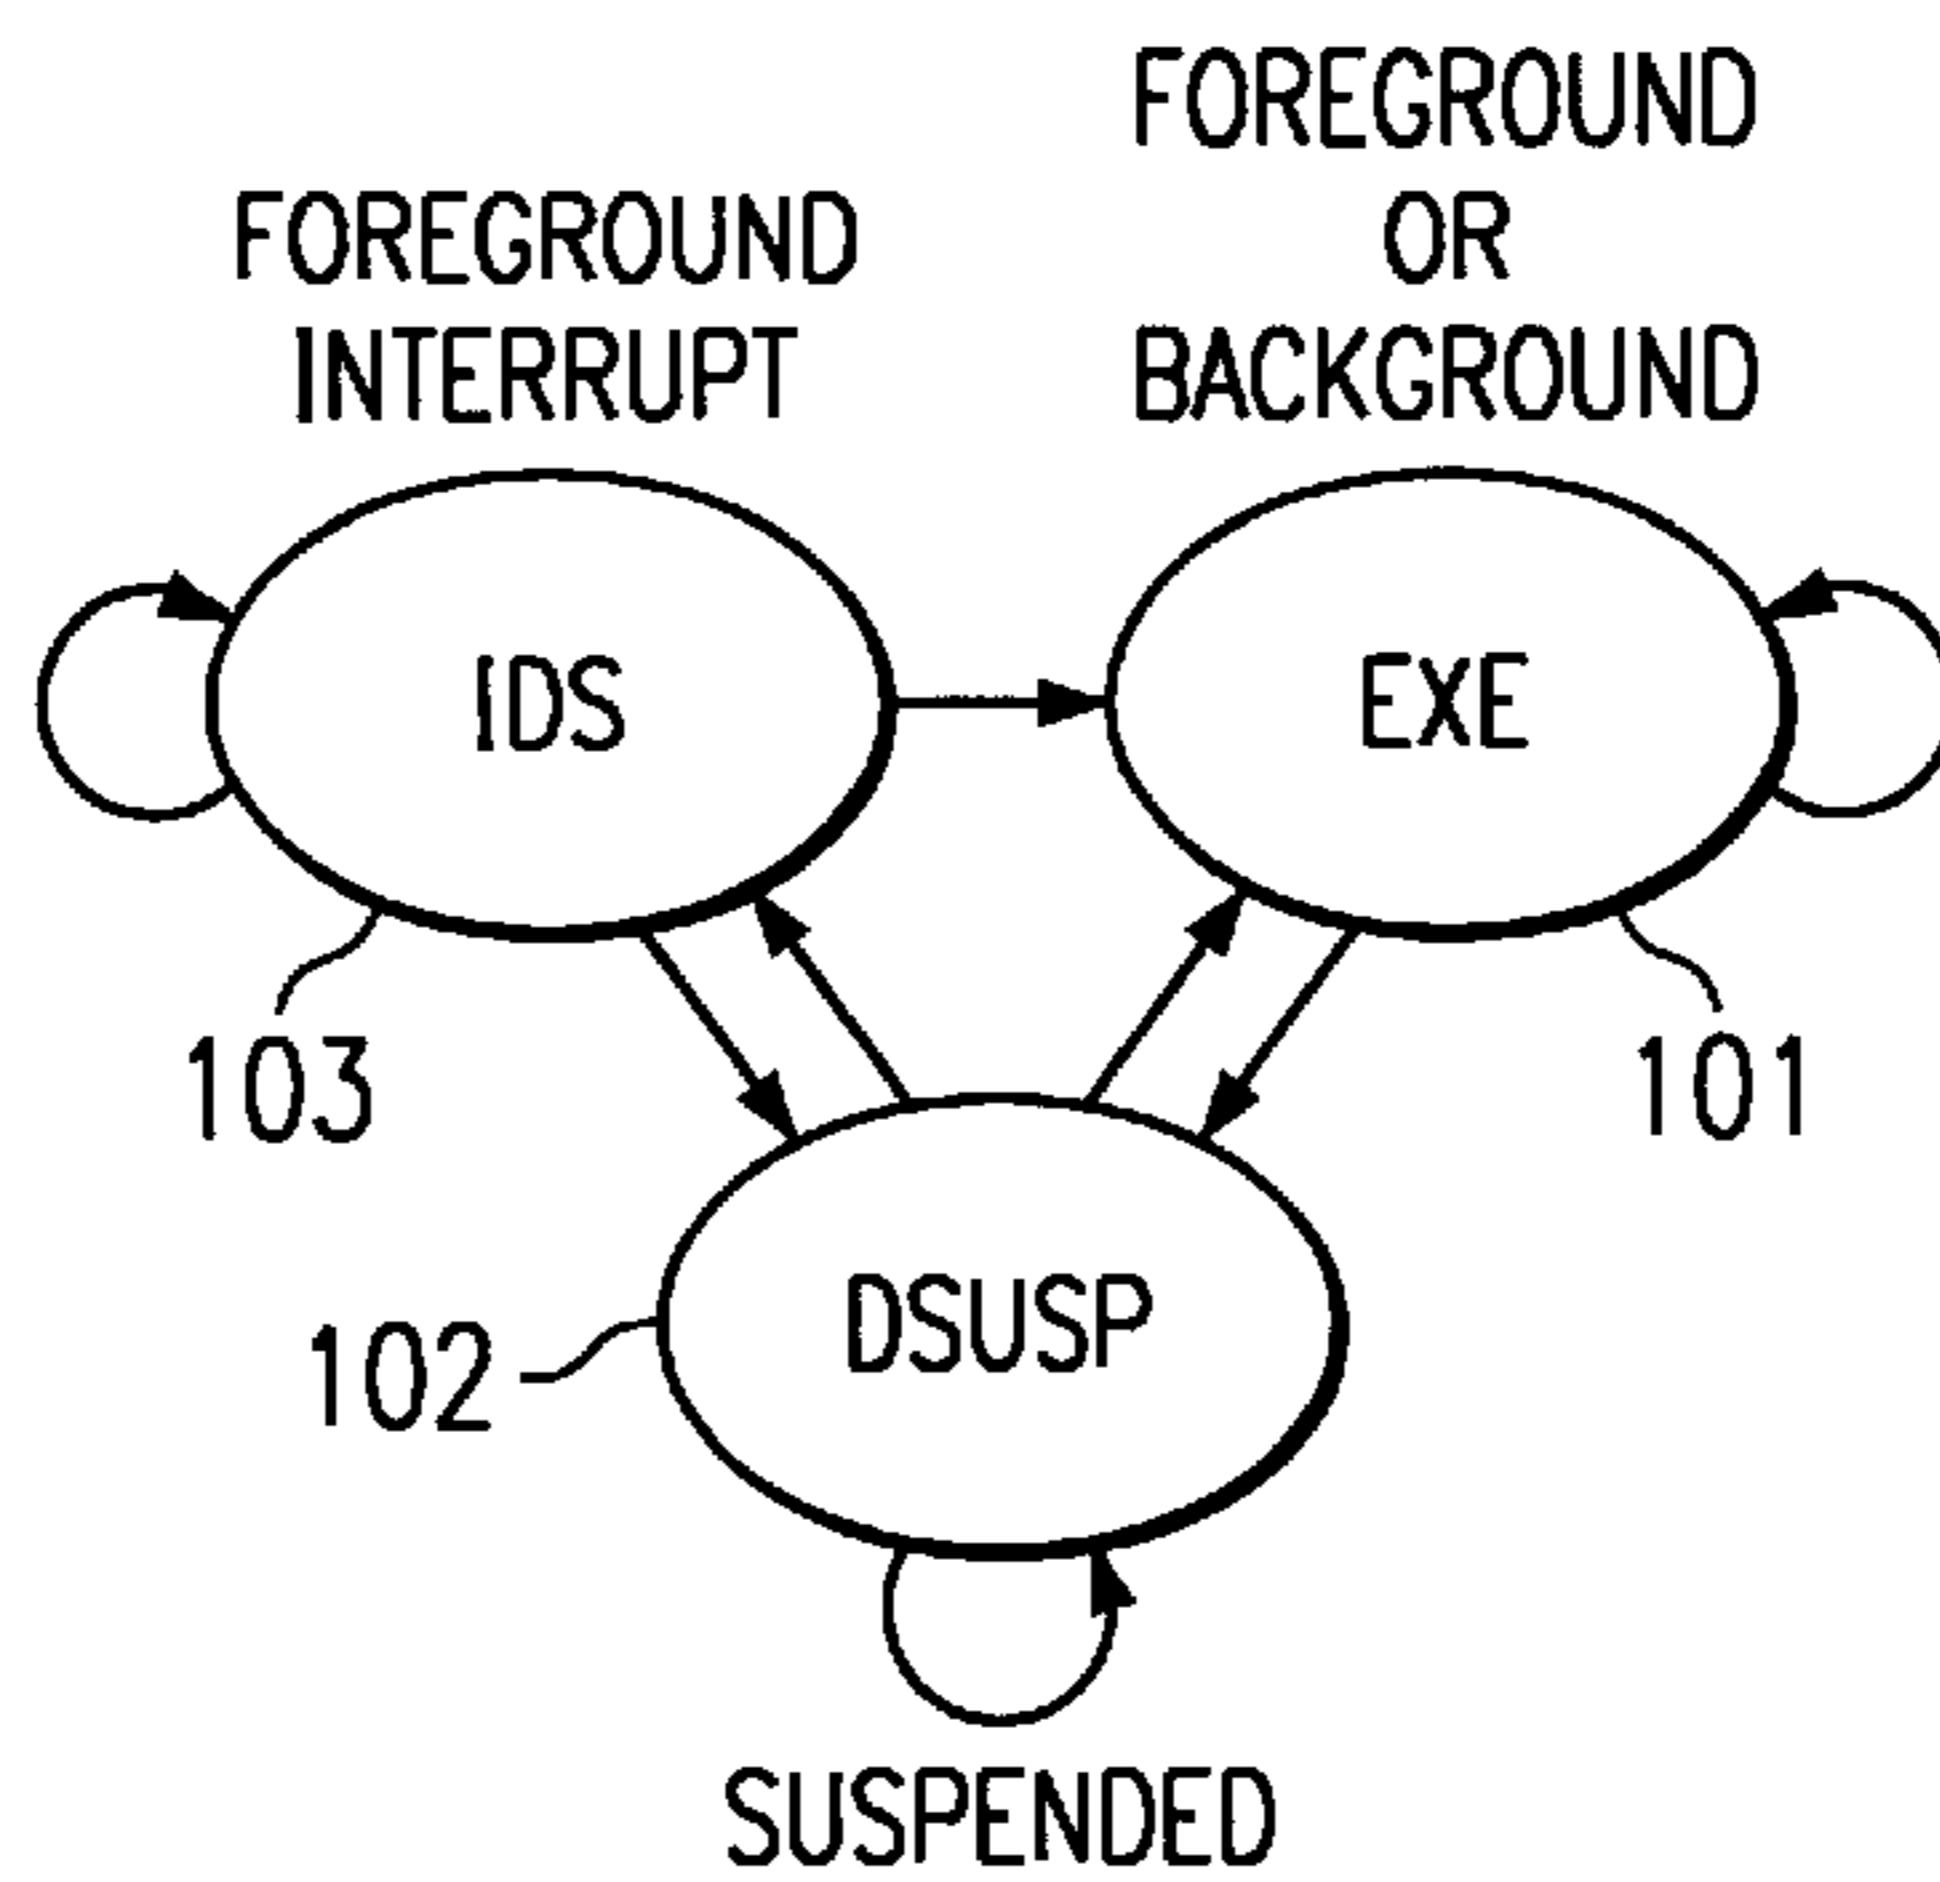 FOREGROUND
OR
BACKGROUND
FOREGROUND
INTERRUPT
IDS
EXE
103
101
DSUSP
102
SUSPENDED